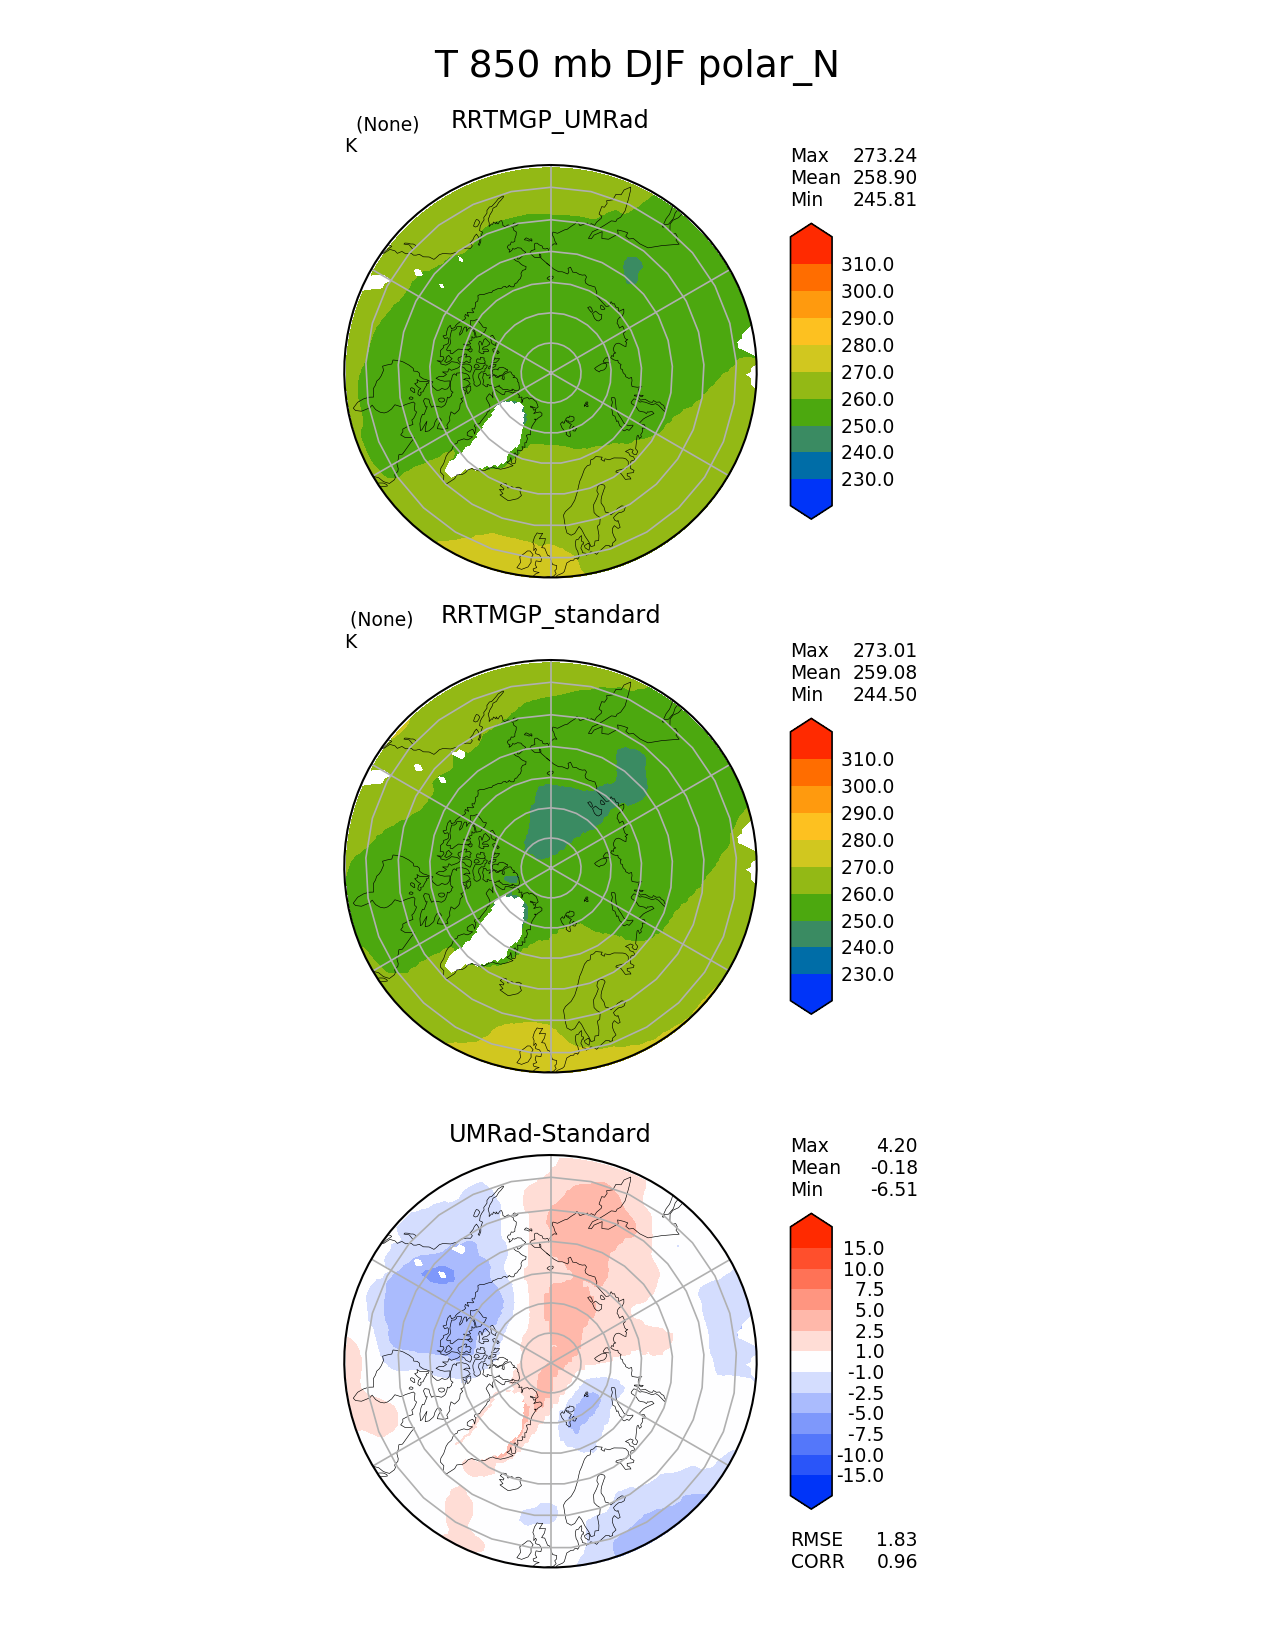 T 850 mb DJF polar_N
(None) RRTMGP_UMRad
K
Max 273.24
Mean 258.90
Min 245.81
310.0
300.0
290.0
280.0
270.0
260.0
250.0
240.0
230.0
(None) RRTMGP_standard
K
Max 273.01
Mean 259.08
Min 244.50
310.0
300.0
290.0
280.0
270.0
260.0
250.0
240.0
230.0
UMRad-Standard
Max 4.20
Mean -0.18
Min -6.51
15.0
10.0
7.5
5.0
2.5
1.0
-1.0
-2.5
-5.0
-7.5
-10.0
-15.0
RMSE 1.83
CORR 0.96